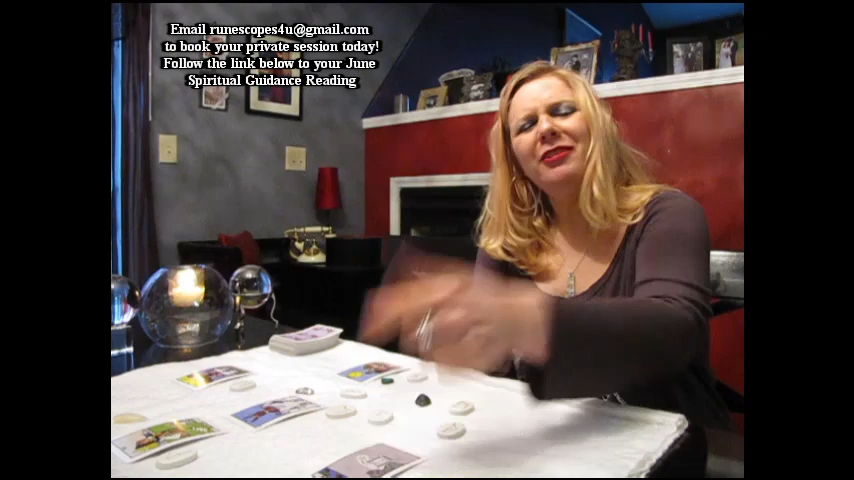 Email runescopes4u@gmail.com
to book your private session today!
Follow the link below to your June
Spiritual Guidance Reading